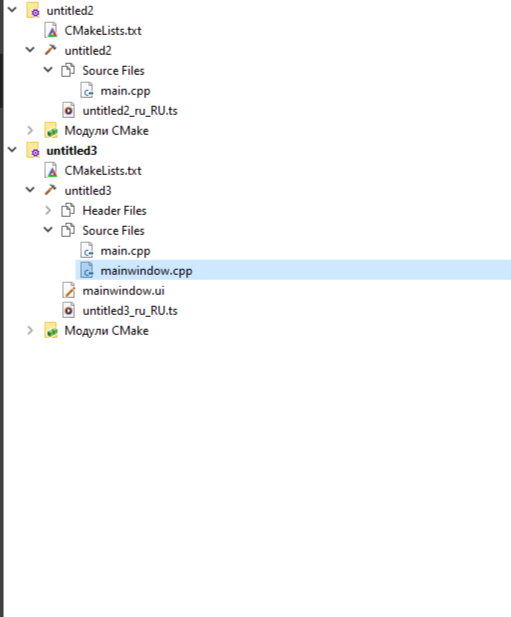 untitled2
CMakeLists.txt
untitled2
Source Files
main.cpp
untitled2_ru_RU.ts
Модули CMake
untitled3
CMakeLists.txt
untitled3
Header Files
Source Files
main.cpp
mainwindow.cpp
mainwindow.ui
untitled3_ru_RU.ts
Модули CMake